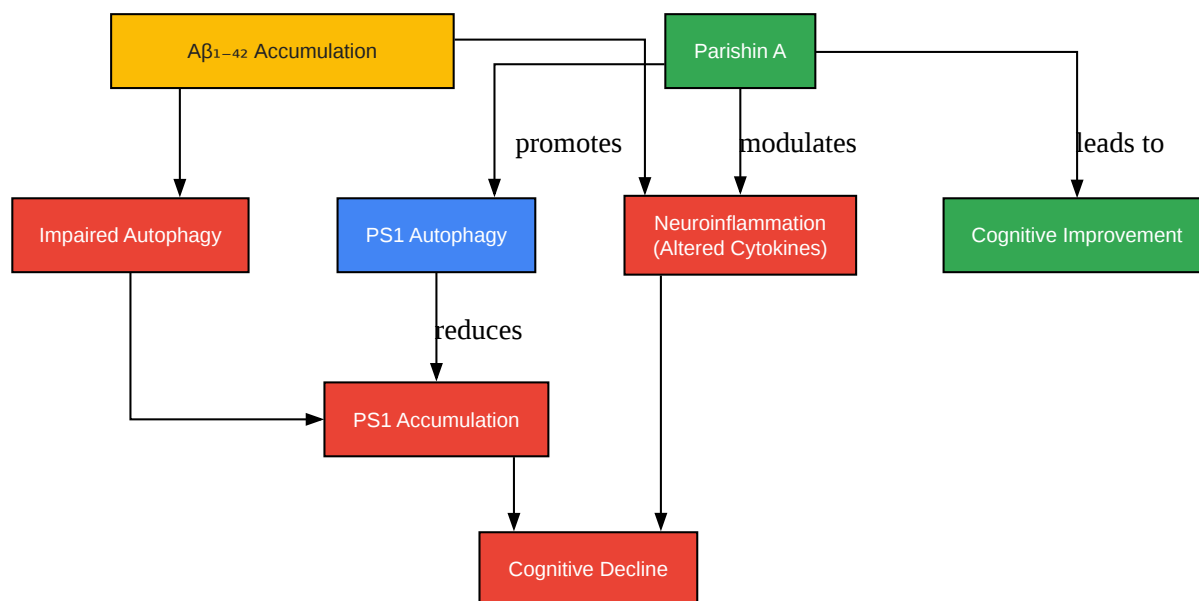 Aβ₁₋₄₂ Accumulation
Parishin A
promotes
modulates
leads to
Impaired Autophagy
PS1 Autophagy
Neuroinflammation
(Altered Cytokines)
Cognitive Improvement
reduces
PS1 Accumulation
Cognitive Decline